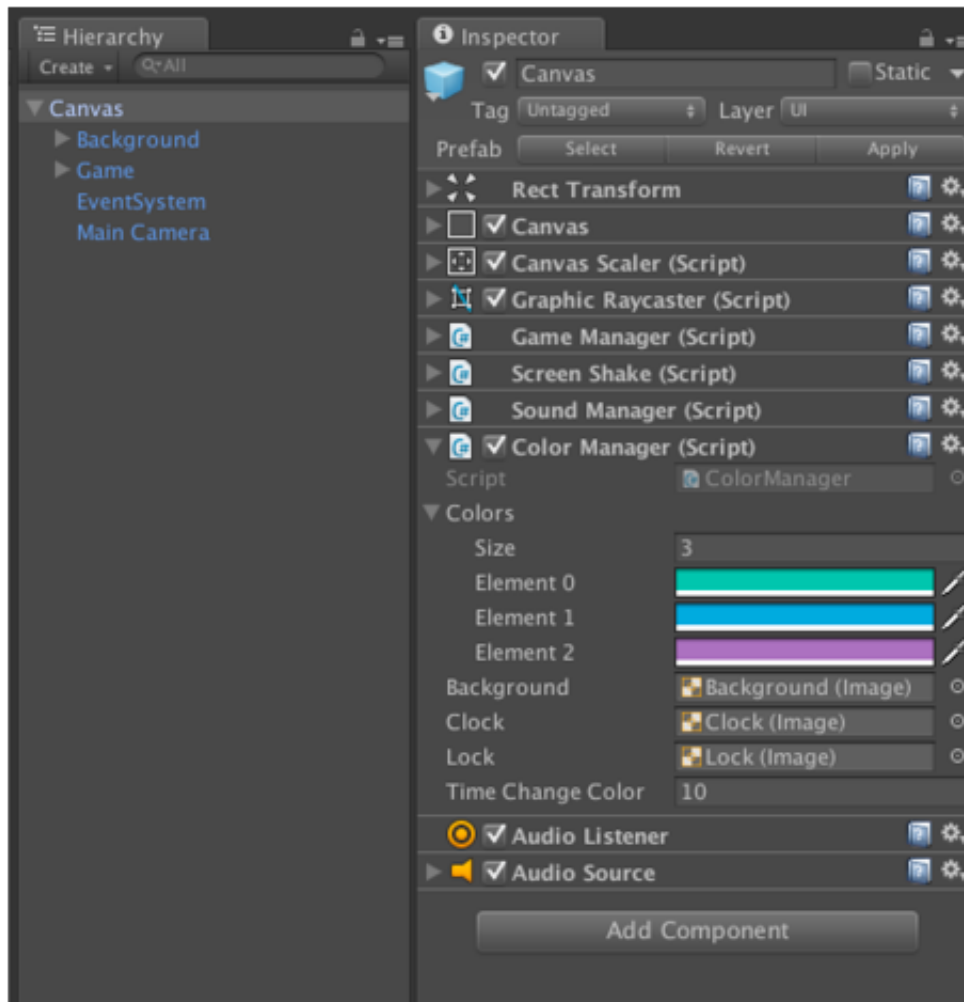 Hierarchy
Create
All
Canvas
Background
Game
EventSystem
Main Camera
Inspector
Canvas
Static
Tag Untagged Layer UI
Prefab Select Revert Apply
Rect Transform
Canvas
Canvas Scaler (Script)
Graphic Raycaster (Script)
Game Manager (Script)
Screen Shake (Script)
Sound Manager (Script)
Color Manager (Script)
Script ColorManager
Colors
Size 3
Element 0
Element 1
Element 2
Background Background (Image)
Clock Clock (Image)
Lock Lock (Image)
Time Change Color 10
Audio Listener
Audio Source
Add Component